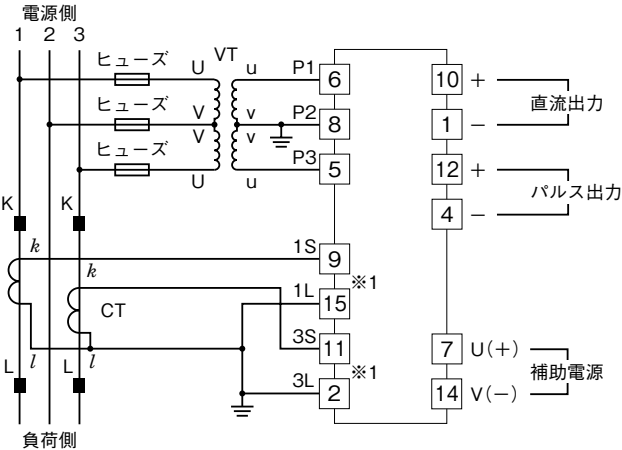 電源側
1 2 3
ヒューズ VT
U u P1 6 10 +
直流出力
ヒューズ
V v P2 8 1 −
V v
ヒューズ
U u P3 5 12 +
パルス出力
4 −
K K
k 1S 9
k ※1
1L 15
CT
3S 11 7 U(+)
L l L l ※1
補助電源
3L 2 14 V(−)
負荷側